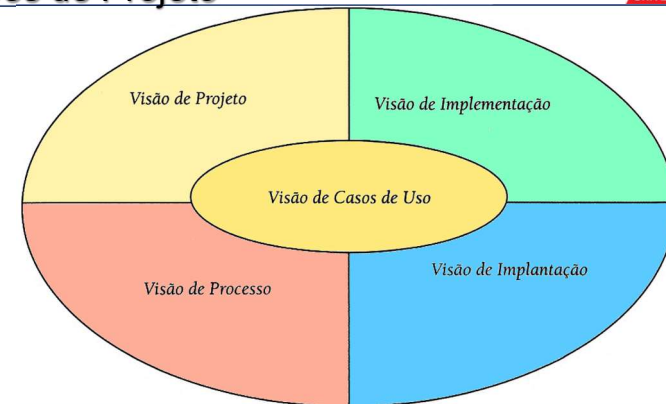 Visão de Projeto
Visão de Implementação
Visão de Casos de Uso
Visão de Implantação
Visão de Processo